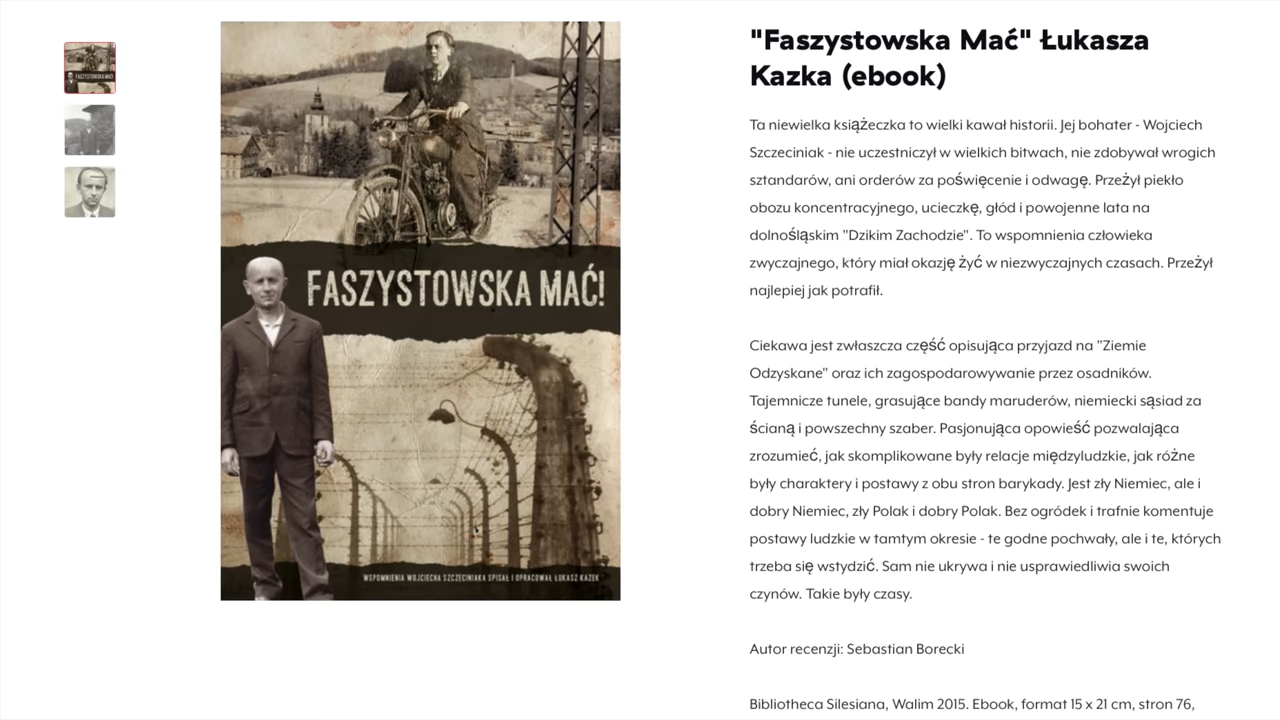 "Faszystowska Mać" Łukasza
Kazka (ebook)
Ta niewielka książeczka to wielki kawał historii. Jej bohater - Wojciech
Szczeciniak - nie uczestniczył w wielkich bitwach, nie zdobywał wrogich
sztandarów, ani orderów za poświęcenie i odwagę. Przeżył piekło
obozu koncentracyjnego, ucieczkę, głód i powojenne lata na
dolnośląskim "Dzikim Zachodzie". To wspomnienia człowieka
zwyczajnego, który miał okazję żyć w niezwyczajnych czasach. Przeżył
najlepiej jak potrafił.
Ciekawa jest zwłaszcza część opisująca przyjazd na "Ziemie
Odzyskane" oraz ich zagospodarowywanie przez osadników.
Tajemnicze tunele, grasujące bandy maruderów, niemiecki sąsiad za
ścianą i powszechny szaber. Pasjonująca opowieść pozwalająca
zrozumieć, jak skomplikowane były relacje międzyludzkie, jak różne
były charaktery i postawy z obu stron barykady. Jest zły Niemiec, ale i
dobry Niemiec, zły Polak i dobry Polak. Bez ogródek i trafnie komentuje
postawy ludzkie w tamtym okresie - te godne pochwały, ale i te, których
trzeba się wstydzić. Sam nie ukrywa i nie usprawiedliwia swoich
czynów. Takie były czasy.
Autor recenzji: Sebastian Borecki
Bibliotheca Silesiana, Walim 2015. Ebook, format 15 x 21 cm, stron 76,
FASZYSTOWSKA MAĆ!
WSPOMNIENIA WOJCIECHA SZCZECINIAKA SPISAŁ I OPRACOWAŁ ŁUKASZ KAZEK
FASZYSTOWSKA MAĆ!